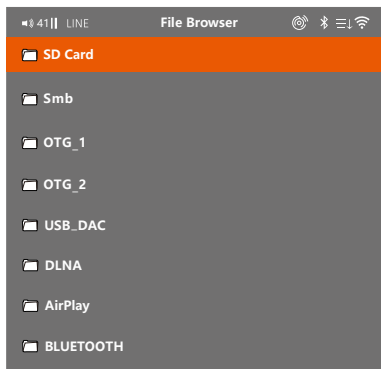 41 LINE File Browser
SD Card
Smb
OTG_1
OTG_2
USB_DAC
DLNA
AirPlay
BLUETOOTH